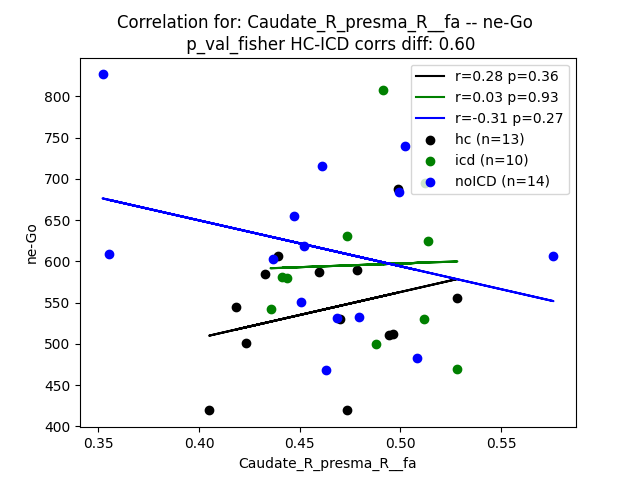 Correlation for: Caudate_R_presma_R__fa -- ne-Go
p_val_fisher HC-ICD corrs diff: 0.60
r=0.28 p=0.36
r=0.03 p=0.93
r=-0.31 p=0.27
hc (n=13)
icd (n=10)
noICD (n=14)
ne-Go
800
750
700
650
600
550
500
450
400
0.35 0.40 0.45 0.50 0.55
Caudate_R_presma_R__fa